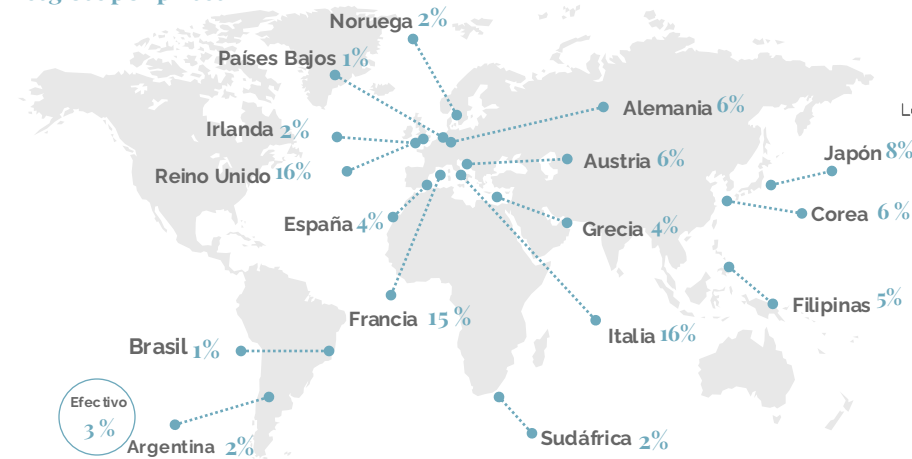 Noruega 2%
Países Bajos 1%
Alemania 6%
Irlanda 2%
Japón 8%
Austria 6%
Reino Unido 16%
Corea 6%
España 4%
Grecia 4%
Filipinas 5%
Francia 15%
Italia 16%
Brasil 1%
Efectivo
3%
Argentina 2%
Sudáfrica 2%